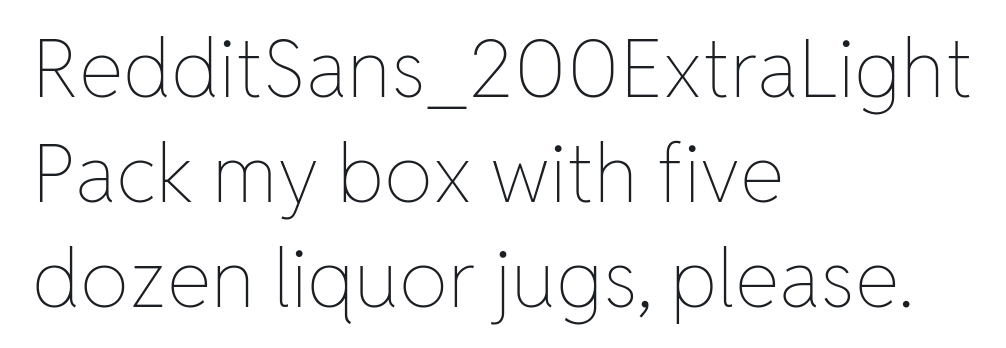 RedditSans_200ExtraLight
Pack my box with five
dozen liquor jugs, please.